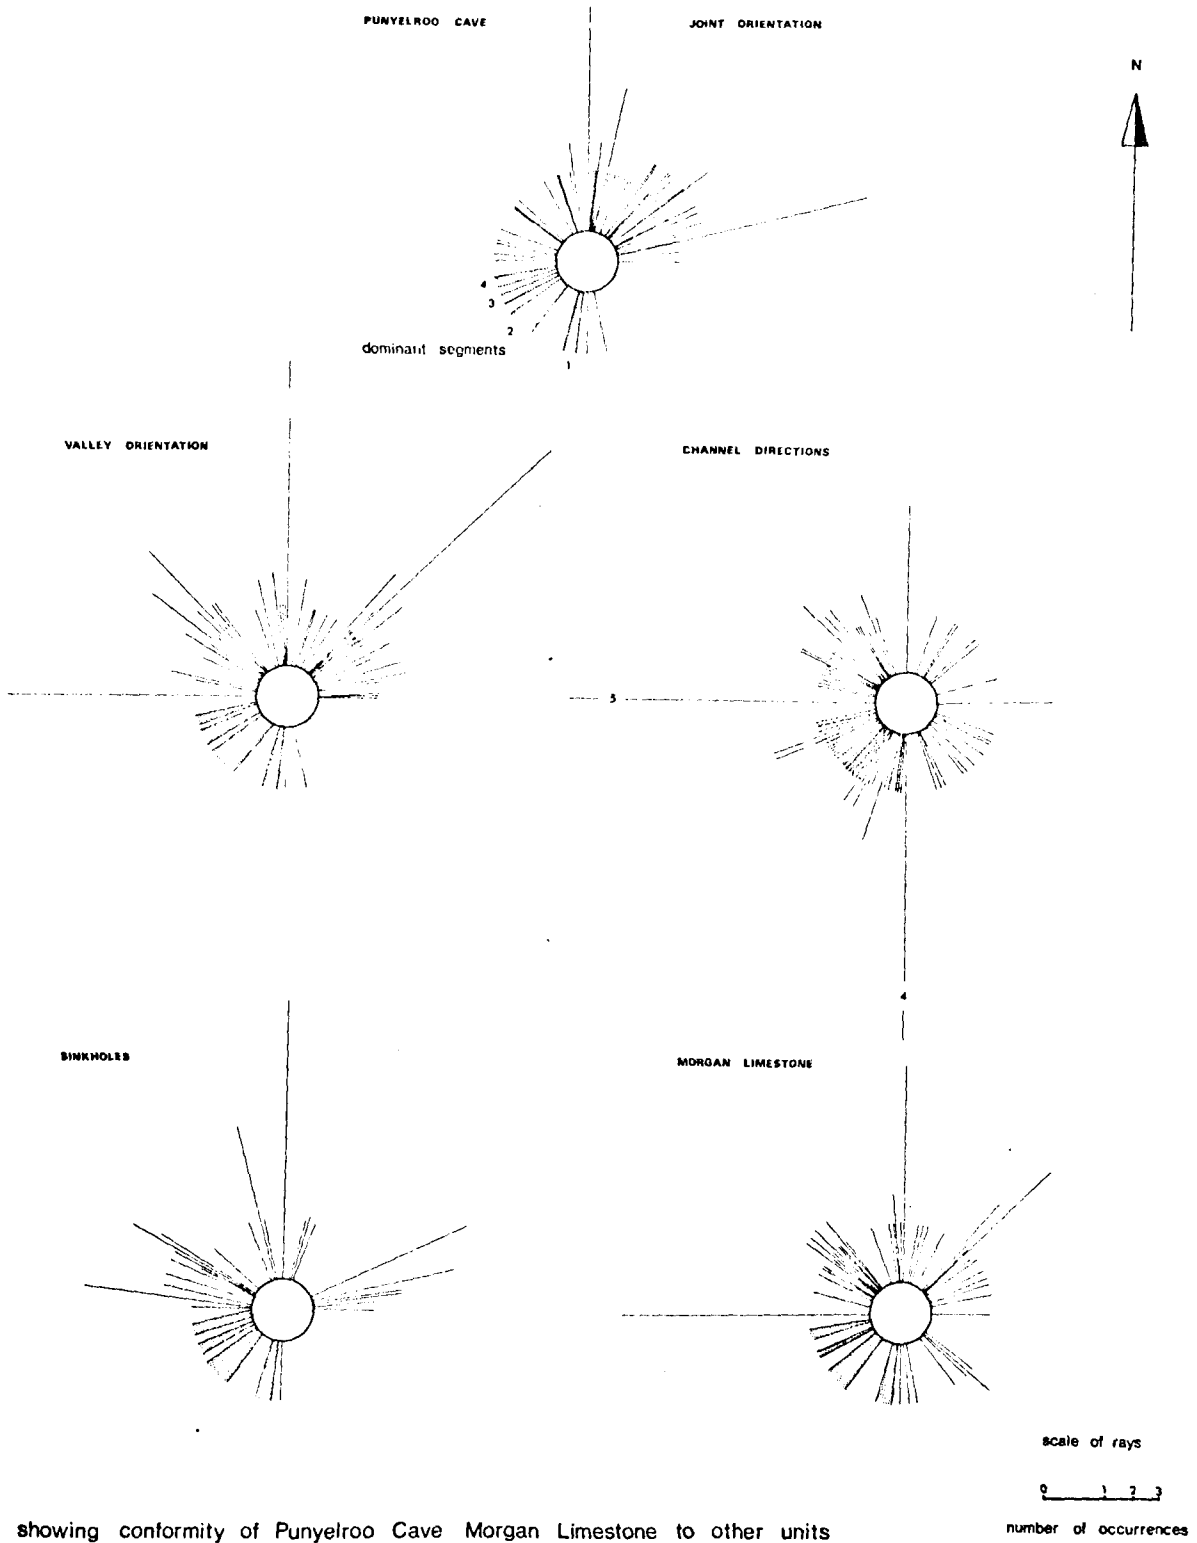 PUNYELROO CAVE
JOINT ORIENTATION
N
4
3
2
dominant segments
1
VALLEY ORIENTATION
CHANNEL DIRECTIONS
5
4
SINKHOLES
MORGAN LIMESTONE
scale of rays
0 1 2 3
number of occurrences
showing conformity of Punyelroo Cave Morgan Limestone to other units